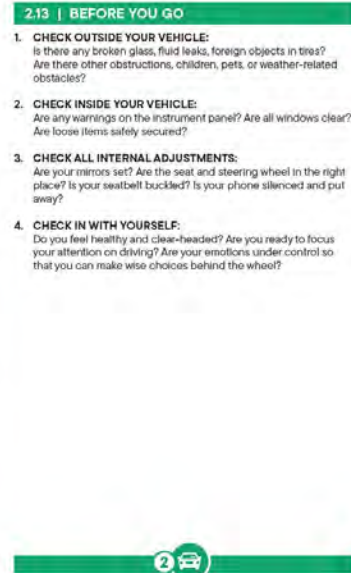 2.13 | BEFORE YOU GO
1. CHECK OUTSIDE YOUR VEHICLE:
Is there any broken glass, fluid leaks, foreign objects in tires?
Are there other obstructions, children, pets, or weather-related
obstacles?
2. CHECK INSIDE YOUR VEHICLE:
Are any warnings on the instrument panel? Are all windows clear?
Are loose items safely secured?
3. CHECK ALL INTERNAL ADJUSTMENTS:
Are your mirrors set? Are the seat and steering wheel in the right
place? Is your seatbelt buckled? Is your phone silenced and put
away?
4. CHECK IN WITH YOURSELF:
Do you feel healthy and clear-headed? Are you ready to focus
your attention on driving? Are your emotions under control so
that you can make wise choices behind the wheel?
2